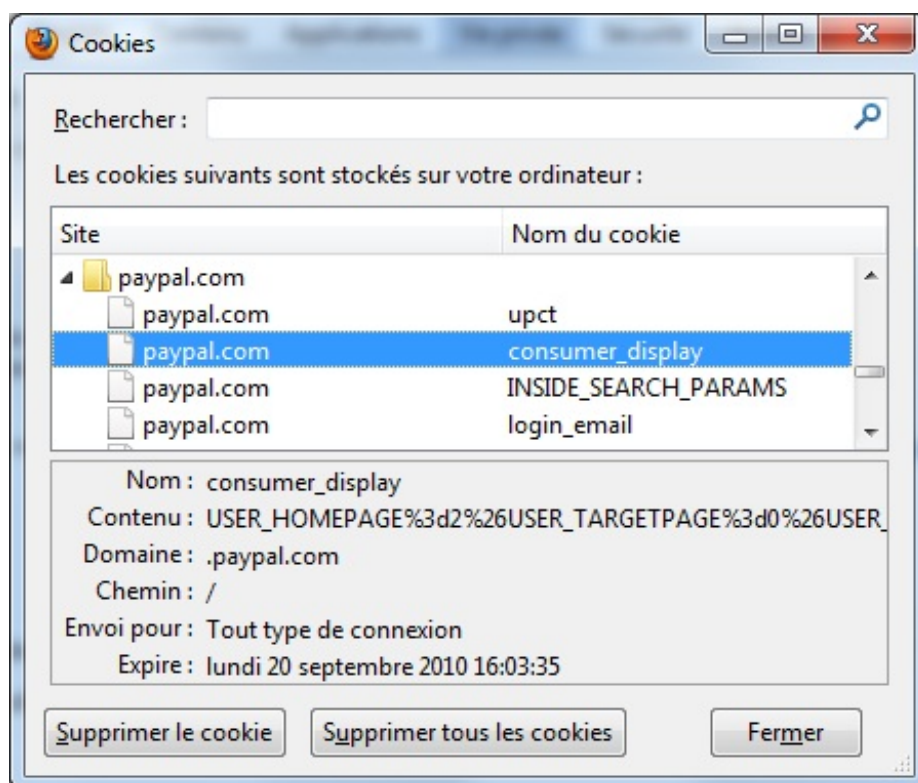 Cookies
Rechercher :
Les cookies suivants sont stockés sur votre ordinateur :
Site Nom du cookie
paypal.com
paypal.com upct
paypal.com consumer_display
paypal.com INSIDE_SEARCH_PARAMS
paypal.com login_email
Nom : consumer_display
Contenu : USER_HOMEPAGE%3d2%26USER_TARGETPAGE%3d0%26USER_
Domaine : .paypal.com
Chemin : /
Envoi pour : Tout type de connexion
Expire : lundi 20 septembre 2010 16:03:35
Supprimer le cookie Supprimer tous les cookies Fermer